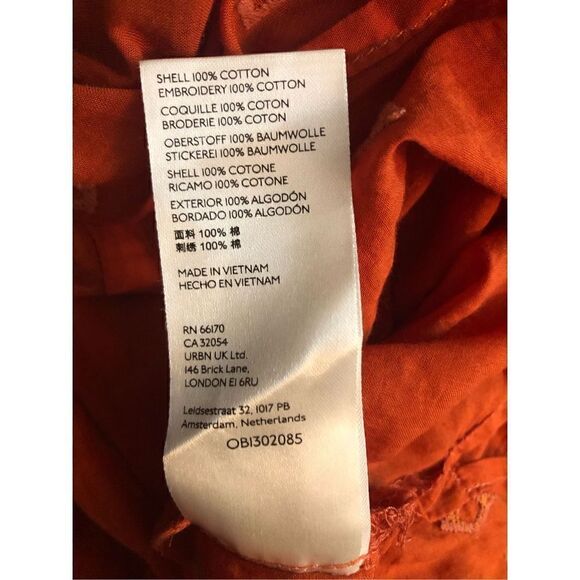 SHELL 100% COTTON
EMBROIDERY 100% COTTON
COQUILLE 100% COTON
BRODERIE 100% COTON
OBERSTOFF 100% BAUMWOLLE
STICKEREI 100% BAUMWOLLE
SHELL 100% COTONE
RICAMO 100% COTONE
EXTERIOR 100% ALGODÓN
BORDADO 100% ALGODÓN
面料 100% 棉
刺绣 100% 棉
MADE IN VIETNAM
HECHO EN VIETNAM
RN 66170
CA 32054
URBN UK Ltd.
146 Brick Lane,
LONDON E1 6RU
Leidsestraat 32, 1017 PB
Amsterdam, Netherlands
OB1302085